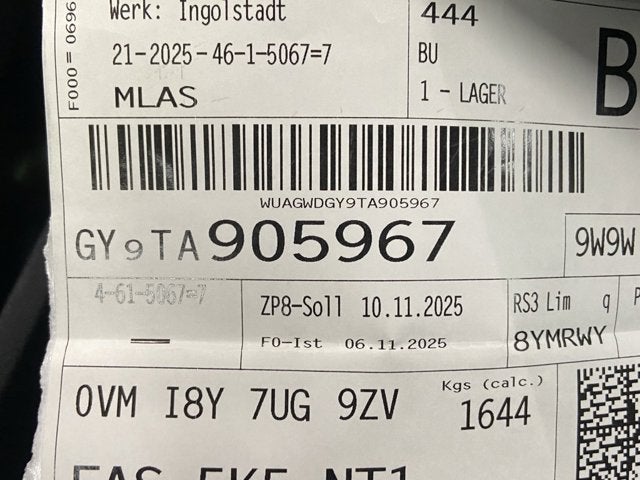 Werk: Ingolstadt
444
F000 = 0696
21-2025-46-1-5067=7
BU
MLAS
1 - LAGER
B
WUAGWDGY9TA905967
GY9TA905967
9W9W
4-61-5067=7
ZP8-Soll 10.11.2025
RS3 Lim q
F0-Ist 06.11.2025
8YMRWY
0VM I8Y 7UG 9ZV
Kgs (calc.)
1644